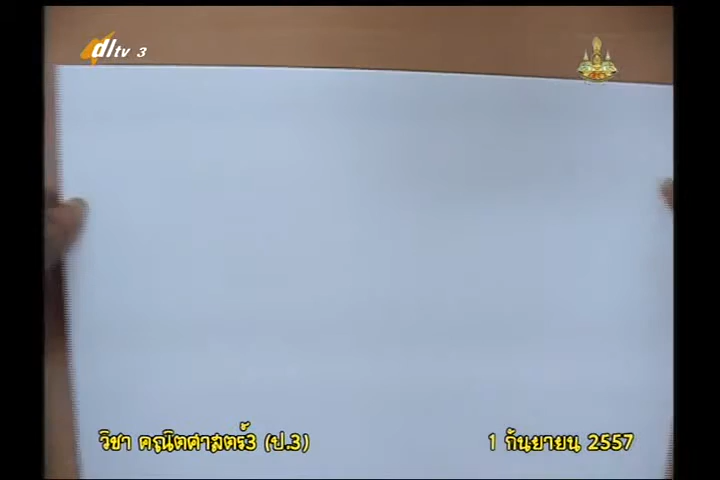 dltv 3
วิชา คณิตศาสตร์3 (ป.3)
1 กันยายน 2557